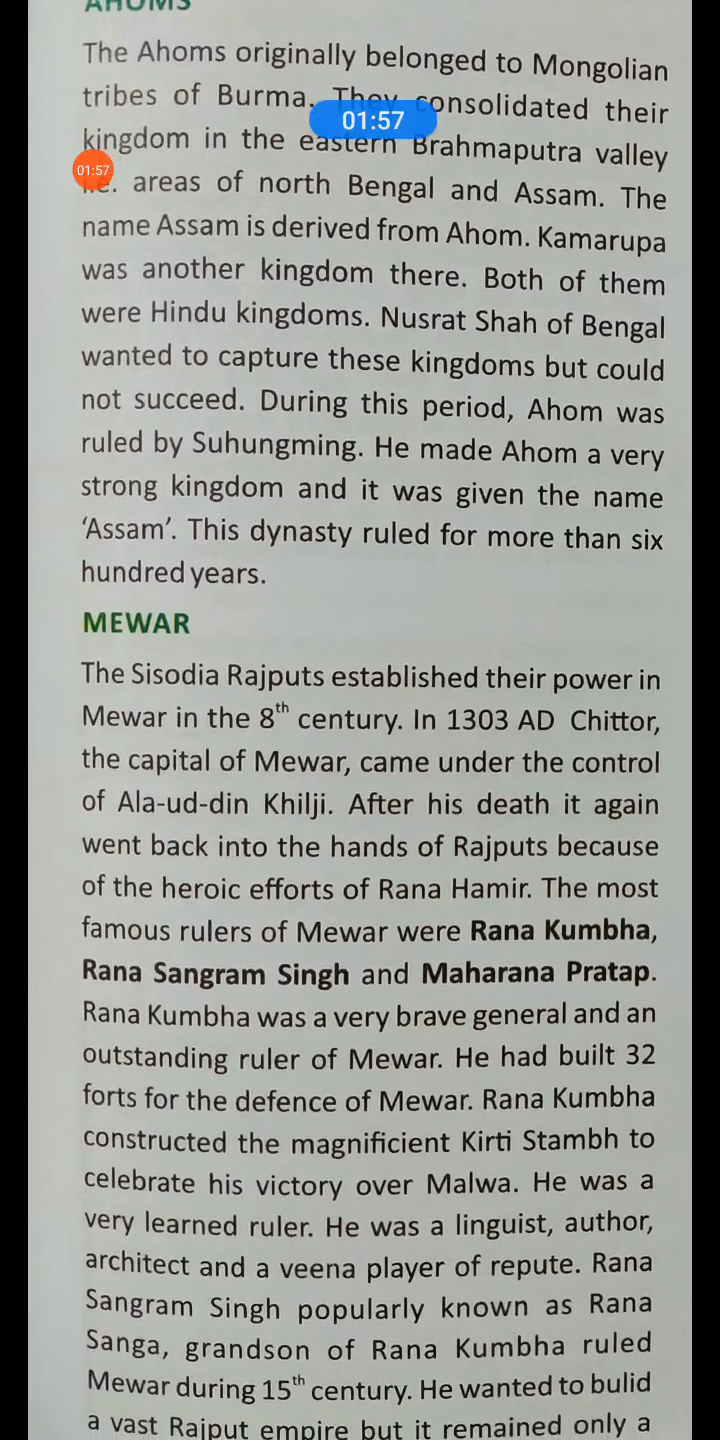 AHOMS
The Ahoms originally belonged to Mongolian
tribes of Burma. They consolidated their
01:57
kingdom in the eastern Brahmaputra valley
01:57
i.e. areas of north Bengal and Assam. The
name Assam is derived from Ahom. Kamarupa
was another kingdom there. Both of them
were Hindu kingdoms. Nusrat Shah of Bengal
wanted to capture these kingdoms but could
not succeed. During this period, Ahom was
ruled by Suhungming. He made Ahom a very
strong kingdom and it was given the name
‘Assam’. This dynasty ruled for more than six
hundred years.
MEWAR
The Sisodia Rajputs established their power in
Mewar in the 8th century. In 1303 AD Chittor,
the capital of Mewar, came under the control
of Ala-ud-din Khilji. After his death it again
went back into the hands of Rajputs because
of the heroic efforts of Rana Hamir. The most
famous rulers of Mewar were Rana Kumbha,
Rana Sangram Singh and Maharana Pratap.
Rana Kumbha was a very brave general and an
outstanding ruler of Mewar. He had built 32
forts for the defence of Mewar. Rana Kumbha
constructed the magnificient Kirti Stambh to
celebrate his victory over Malwa. He was a
very learned ruler. He was a linguist, author,
architect and a veena player of repute. Rana
Sangram Singh popularly known as Rana
Sanga, grandson of Rana Kumbha ruled
Mewar during 15th century. He wanted to bulid
a vast Rajput empire but it remained only a